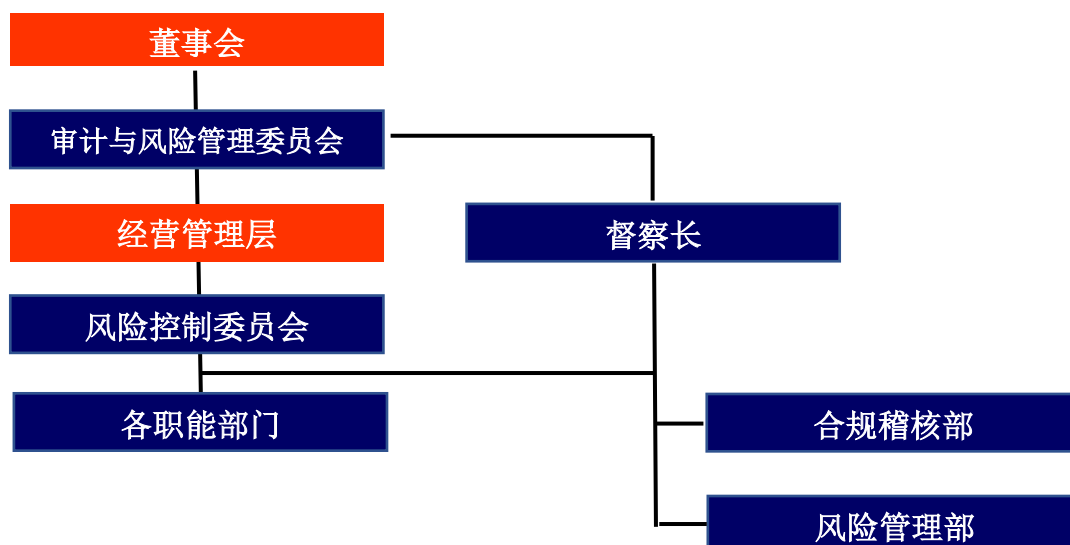 董事会
审计与风险管理委员会
经营管理层
督察长
风险控制委员会
各职能部门
合规稽核部
风险管理部